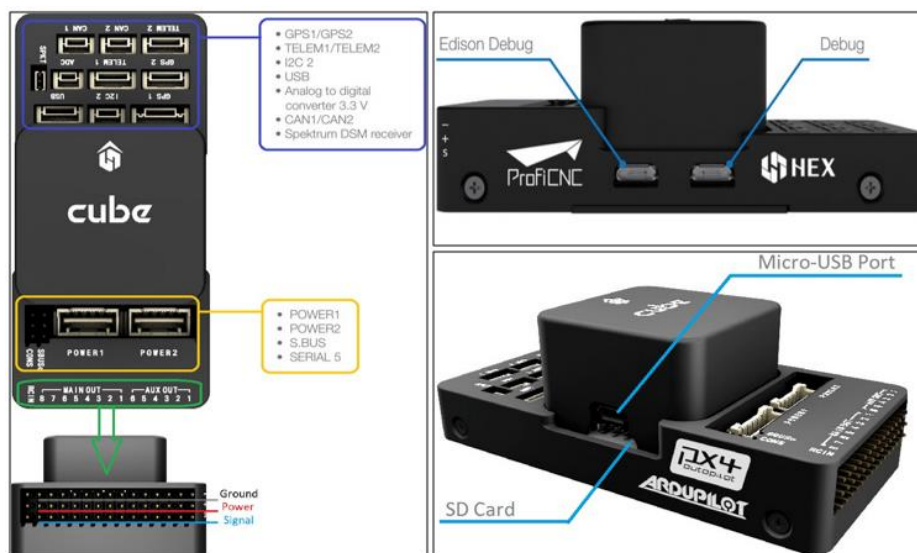 CAN 1
CAN 2
TELEM 2
SPKT
ADC
TELEM 1
GPS 2
USB
I2C 2
GPS 1
cube
POWER1
POWER2
CONS
SBUSo
RCIN
MAIN OUT
AUX OUT
8 7 6 5 4 3 2 1
6 5 4 3 2 1
Ground
Power
Signal
• GPS1/GPS2
• TELEM1/TELEM2
• I2C 2
• USB
• Analog to digital
converter 3.3 V
• CAN1/CAN2
• Spektrum DSM receiver
• POWER1
• POWER2
• S.BUS
• SERIAL 5
Edison Debug
Debug
- + s
ProfiCNC
HEX
Micro-USB Port
cube
px4
autopilot
ARDUPILOT
SD Card